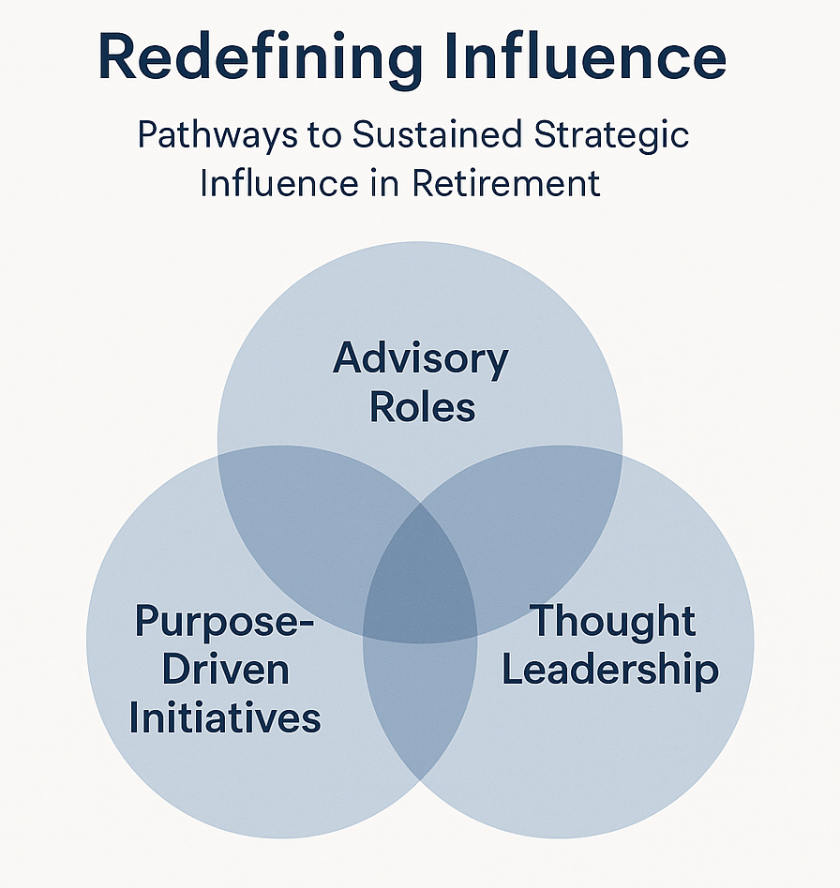 Redefining Influence
Pathways to Sustained Strategic
Influence in Retirement
Advisory
Roles
Purpose-
Driven
Initiatives
Thought
Leadership